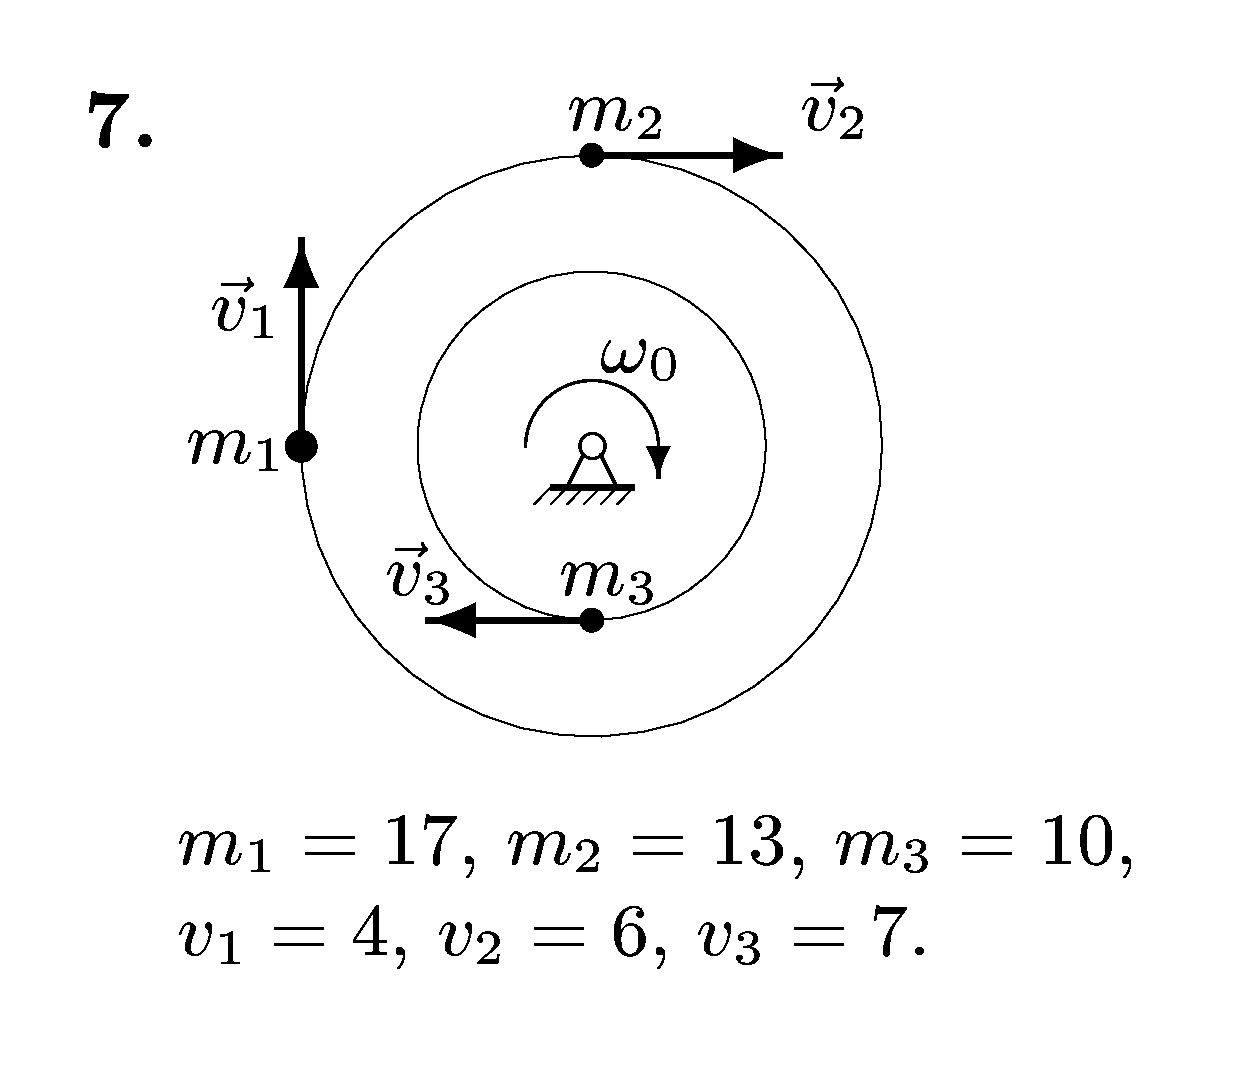 7.
m₂ v⃗₂
v⃗₁
ω₀
m₁
v⃗₃ m₃
m₁ = 17, m₂ = 13, m₃ = 10,
v₁ = 4, v₂ = 6, v₃ = 7.